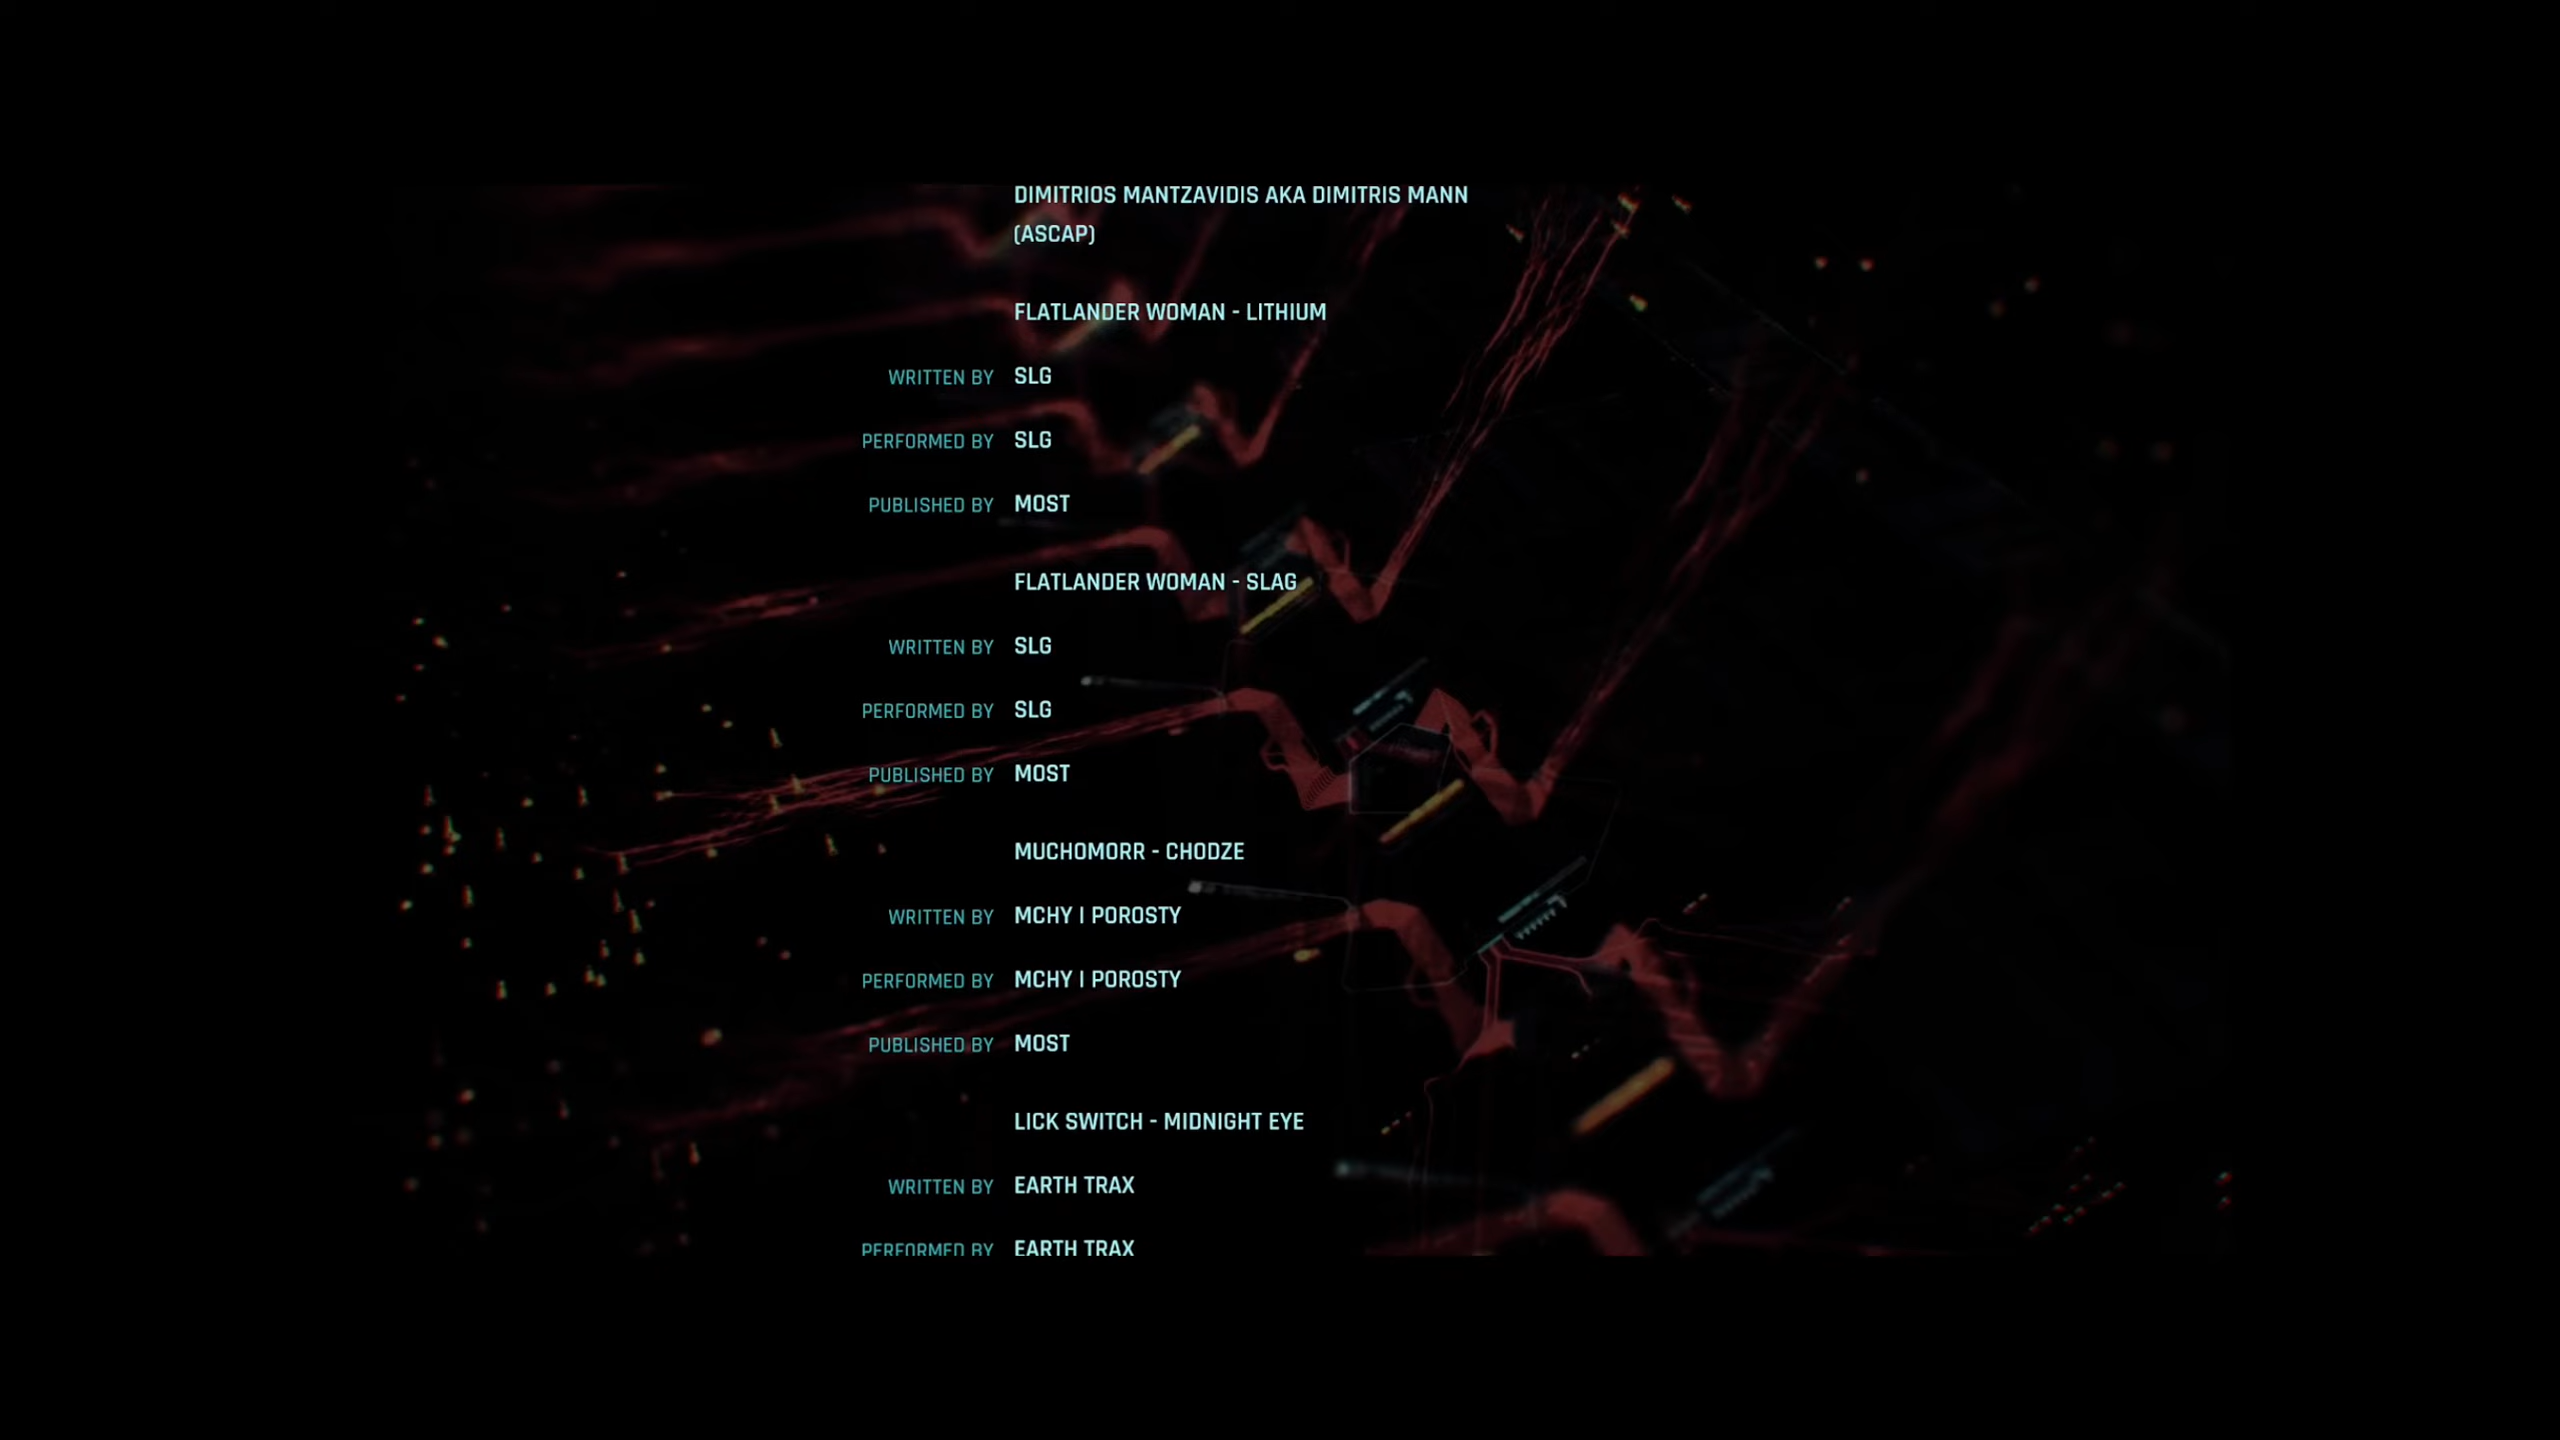 DIMITRIOS MANTZAVIDIS AKA DIMITRIS MANN
(ASCAP)
FLATLANDER WOMAN - LITHIUM
WRITTEN BY SLG
PERFORMED BY SLG
PUBLISHED BY MOST
FLATLANDER WOMAN - SLAG
WRITTEN BY SLG
PERFORMED BY SLG
PUBLISHED BY MOST
MUCHOMORR - CHODZE
WRITTEN BY MCHY I POROSTY
PERFORMED BY MCHY I POROSTY
PUBLISHED BY MOST
LICK SWITCH - MIDNIGHT EYE
WRITTEN BY EARTH TRAX
PERFORMED BY EARTH TRAX